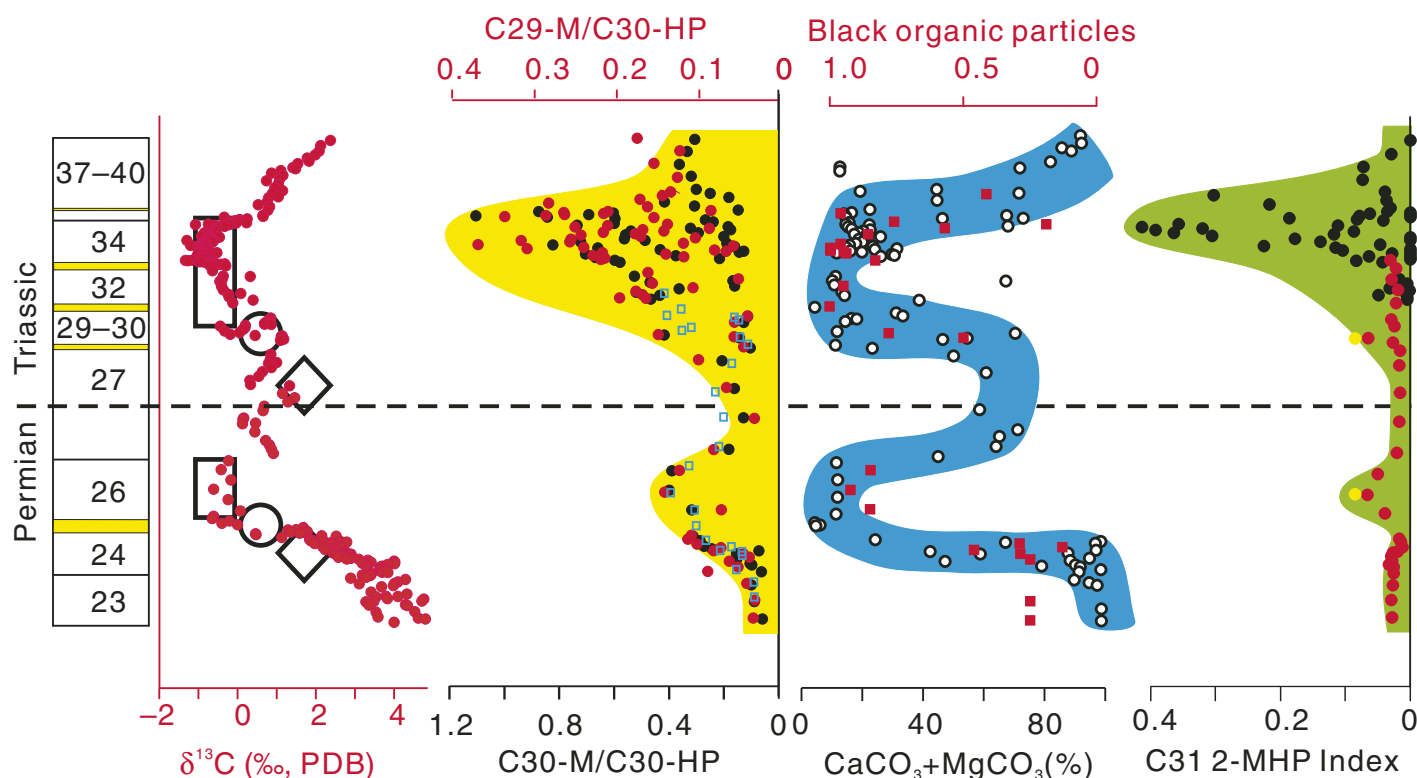 C29-M/C30-HP
Black organic particles
0.4 0.3 0.2 0.1 0
1.0 0.5 0
Triassic
Permian
37–40
34
32
29–30
27
26
24
23
–2 0 2 4
1.2 0.8 0.4 0
0 40 80
0.4 0.2 0
δ¹³C (‰, PDB)
C30-M/C30-HP
CaCO₃+MgCO₃(%)
C31 2-MHP Index